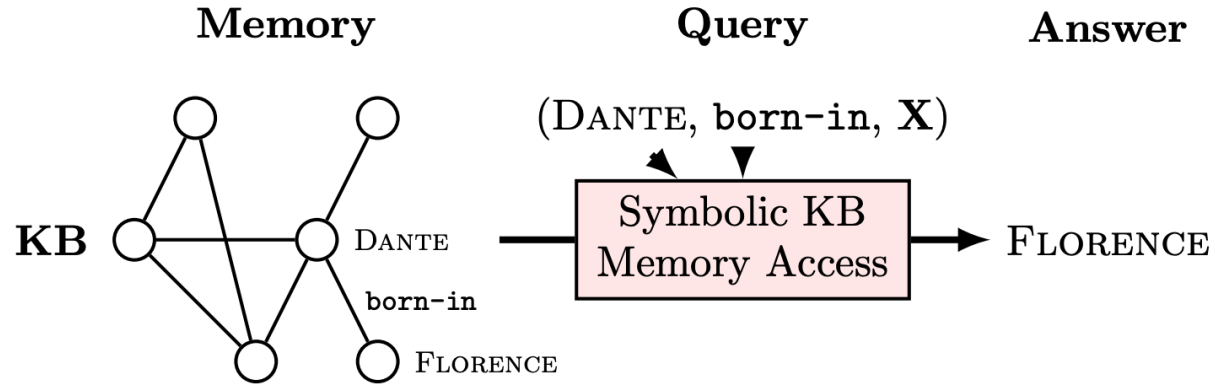 Memory
Query
Answer
(DANTE, born-in, X)
KB
DANTE
born-in
FLORENCE
Symbolic KB
Memory Access
FLORENCE